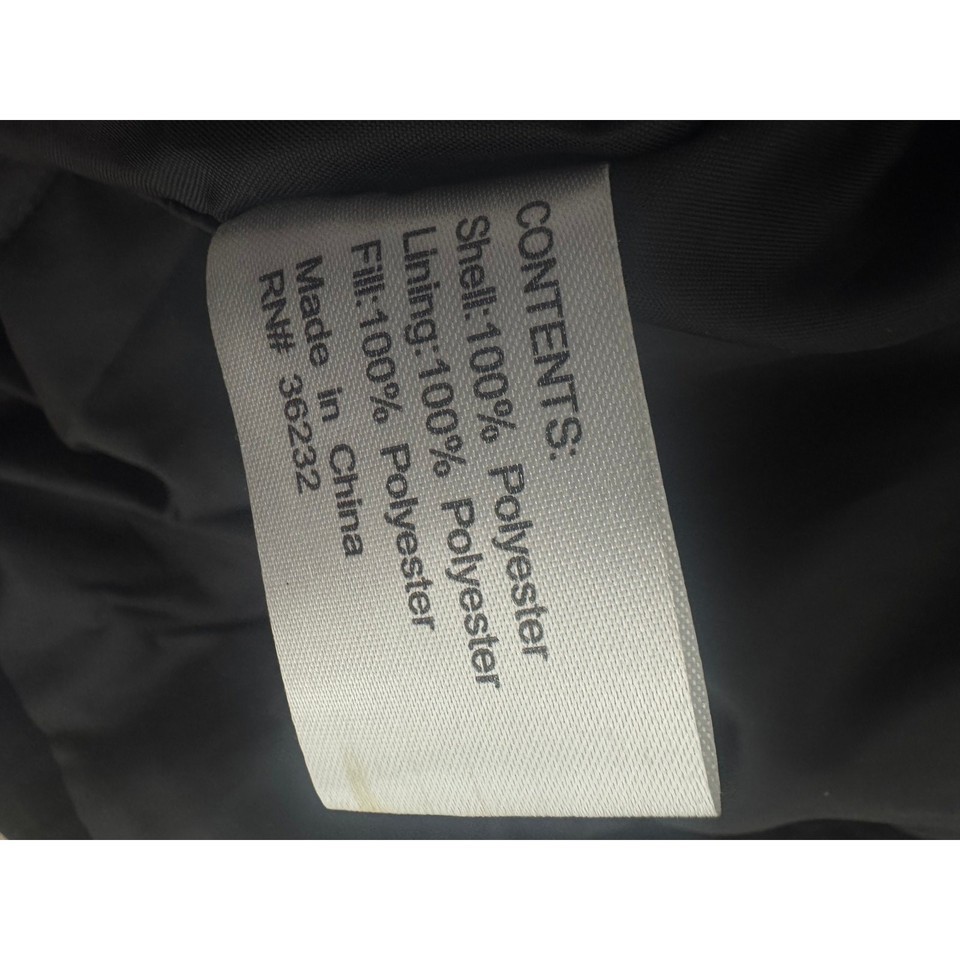 CONTENTS:
Shell:100% Polyester
Lining:100% Polyester
Fill:100% Polyester
Made in China
RN# 36232